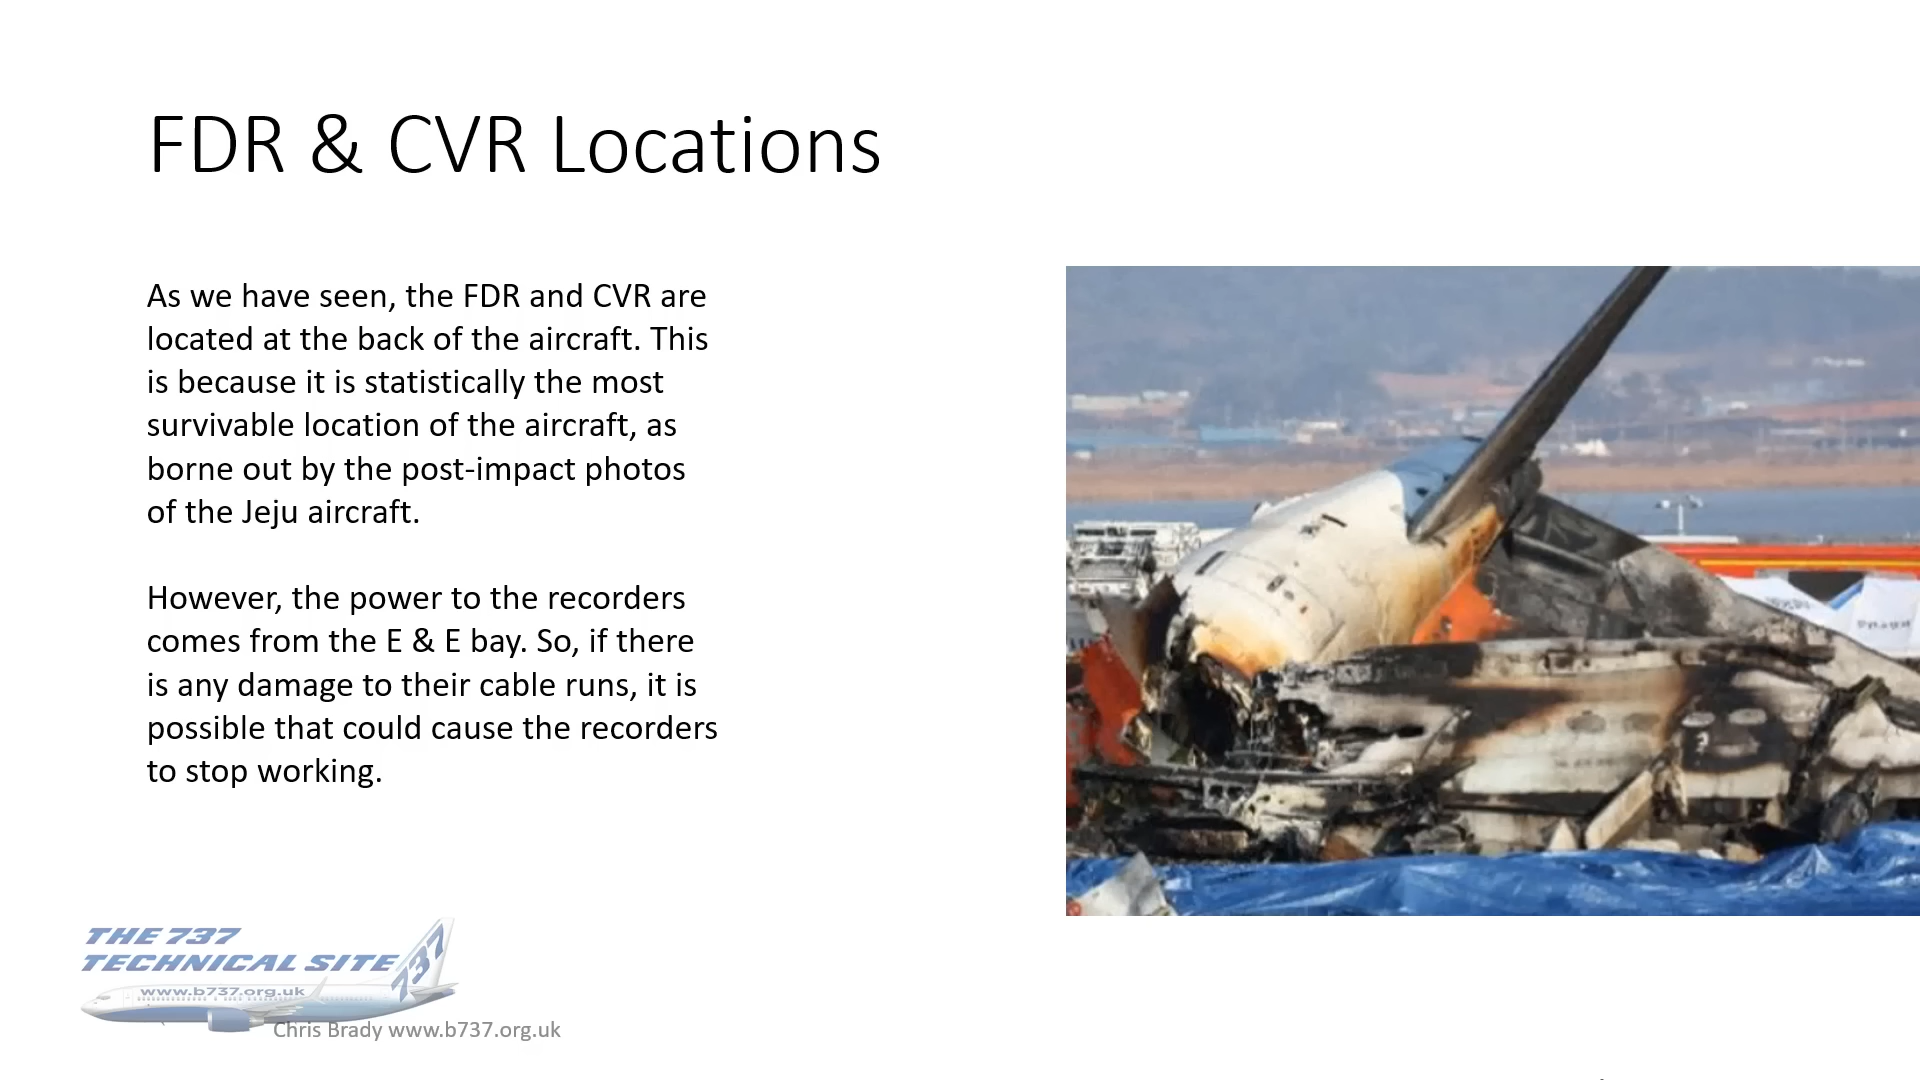 FDR & CVR Locations
As we have seen, the FDR and CVR are
located at the back of the aircraft. This
is because it is statistically the most
survivable location of the aircraft, as
borne out by the post-impact photos
of the Jeju aircraft.
However, the power to the recorders
comes from the E & E bay. So, if there
is any damage to their cable runs, it is
possible that could cause the recorders
to stop working.
THE 737
TECHNICAL SITE
737
www.b737.org.uk
Chris Brady www.b737.org.uk